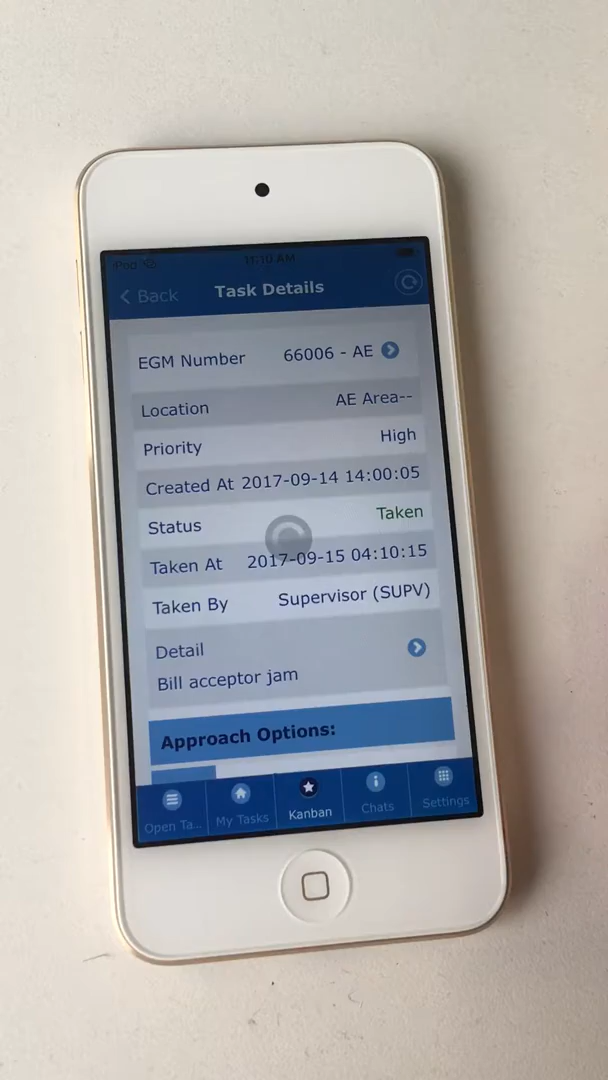 iPod
11:10 AM
Back
Task Details
EGM Number 66006 - AE
Location AE Area--
Priority High
Created At 2017-09-14 14:00:05
Status Taken
Taken At 2017-09-15 04:10:15
Taken By Supervisor (SUPV)
Detail
Bill acceptor jam
Approach Options:
Open Ta... My Tasks Kanban Chats Settings